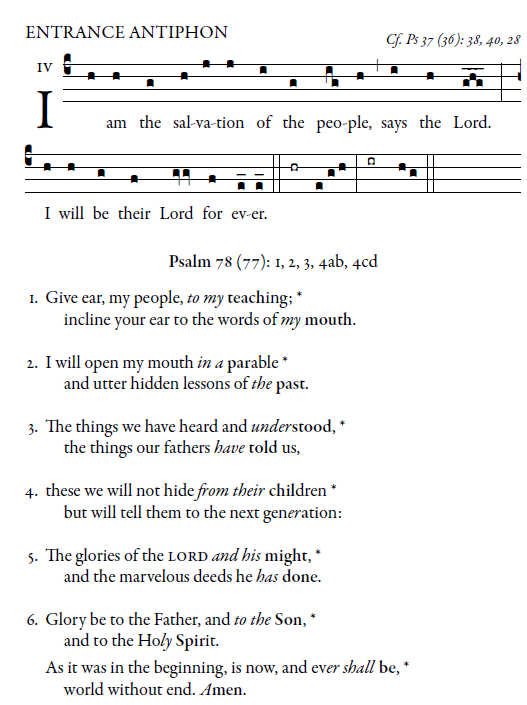 ENTRANCE ANTIPHON
Cf. Ps 37 (36): 38, 40, 28
IV
I am the sal-va-tion of the peo-ple, says the Lord.
I will be their Lord for ev-er.
Psalm 78 (77): 1, 2, 3, 4ab, 4cd
1. Give ear, my people, to my teaching; *
incline your ear to the words of my mouth.
2. I will open my mouth in a parable *
and utter hidden lessons of the past.
3. The things we have heard and understood, *
the things our fathers have told us,
4. these we will not hide from their children *
but will tell them to the next generation:
5. The glories of the LORD and his might, *
and the marvelous deeds he has done.
6. Glory be to the Father, and to the Son, *
and to the Holy Spirit.
As it was in the beginning, is now, and ever shall be, *
world without end. Amen.